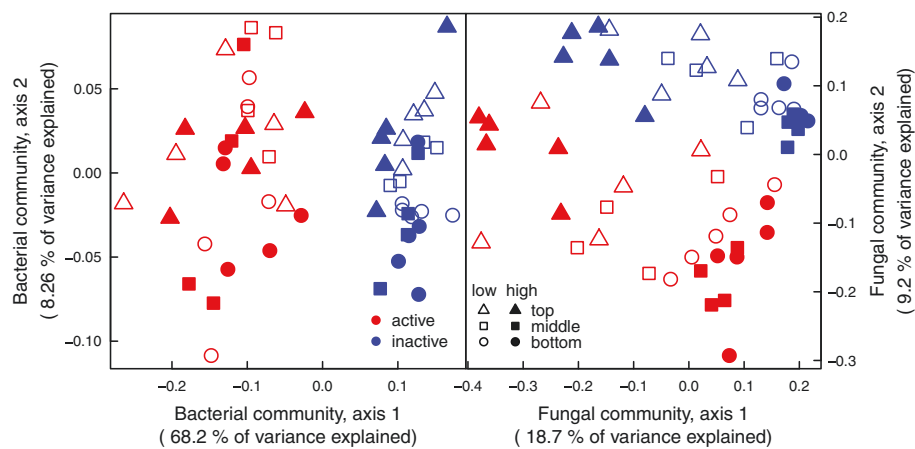 Bacterial community, axis 2
( 8.26 % of variance explained)
0.05
0.00
−0.05
−0.10
−0.2
−0.1
0.0
0.1
Bacterial community, axis 1
( 68.2 % of variance explained)
active
inactive
low high
top
middle
bottom
−0.4
−0.3
−0.2
−0.1
0.0
0.1
0.2
Fungal community, axis 1
( 18.7 % of variance explained)
0.2
0.1
0.0
−0.1
−0.2
−0.3
Fungal community, axis 2
( 9.2 % of variance explained)